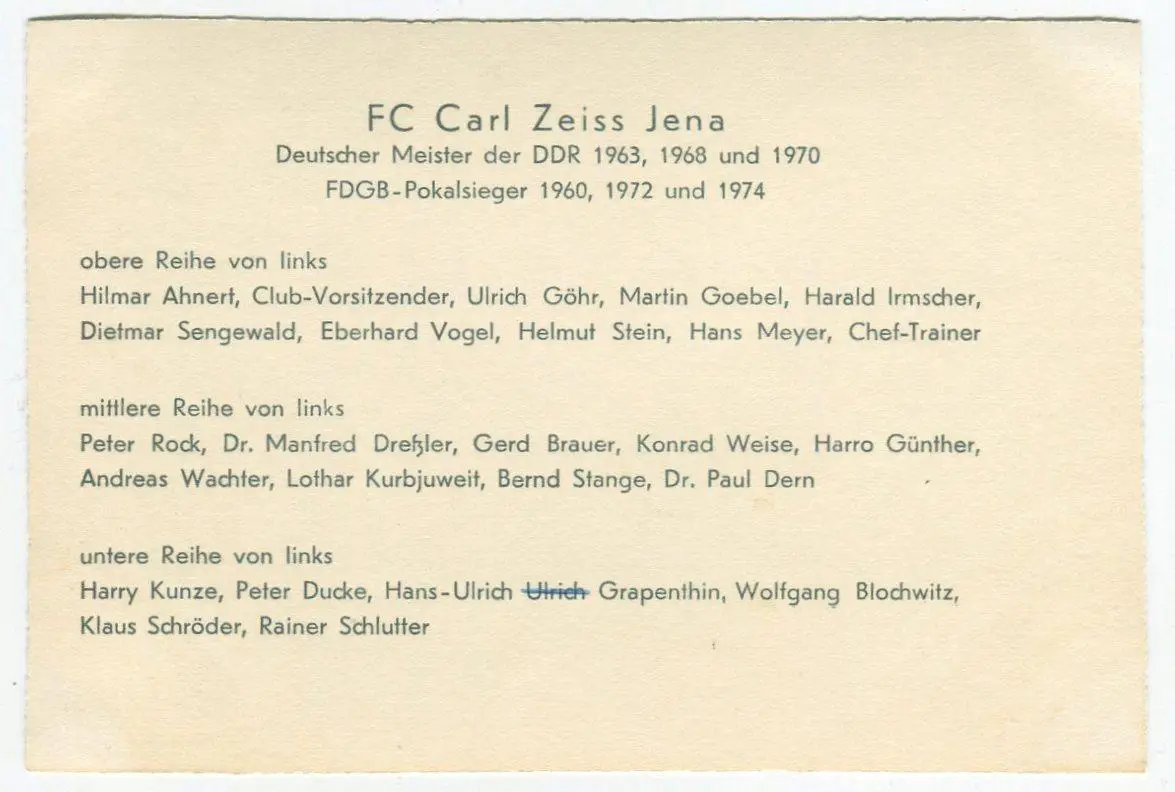 FC Carl Zeiss Jena
Deutscher Meister der DDR 1963, 1968 und 1970
FDGB-Pokalsieger 1960, 1972 und 1974
obere Reihe von links
Hilmar Ahnert, Club-Vorsitzender, Ulrich Göhr, Martin Goebel, Harald Irmscher,
Dietmar Sengewald, Eberhard Vogel, Helmut Stein, Hans Meyer, Chef-Trainer
mittlere Reihe von links
Peter Rock, Dr. Manfred Dreßler, Gerd Brauer, Konrad Weise, Harro Günther,
Andreas Wachter, Lothar Kurbjuweit, Bernd Stange, Dr. Paul Dern
untere Reihe von links
Harry Kunze, Peter Ducke, Hans-Ulrich Ulrich Grapenthin, Wolfgang Blochwitz,
Klaus Schröder, Rainer Schlutter